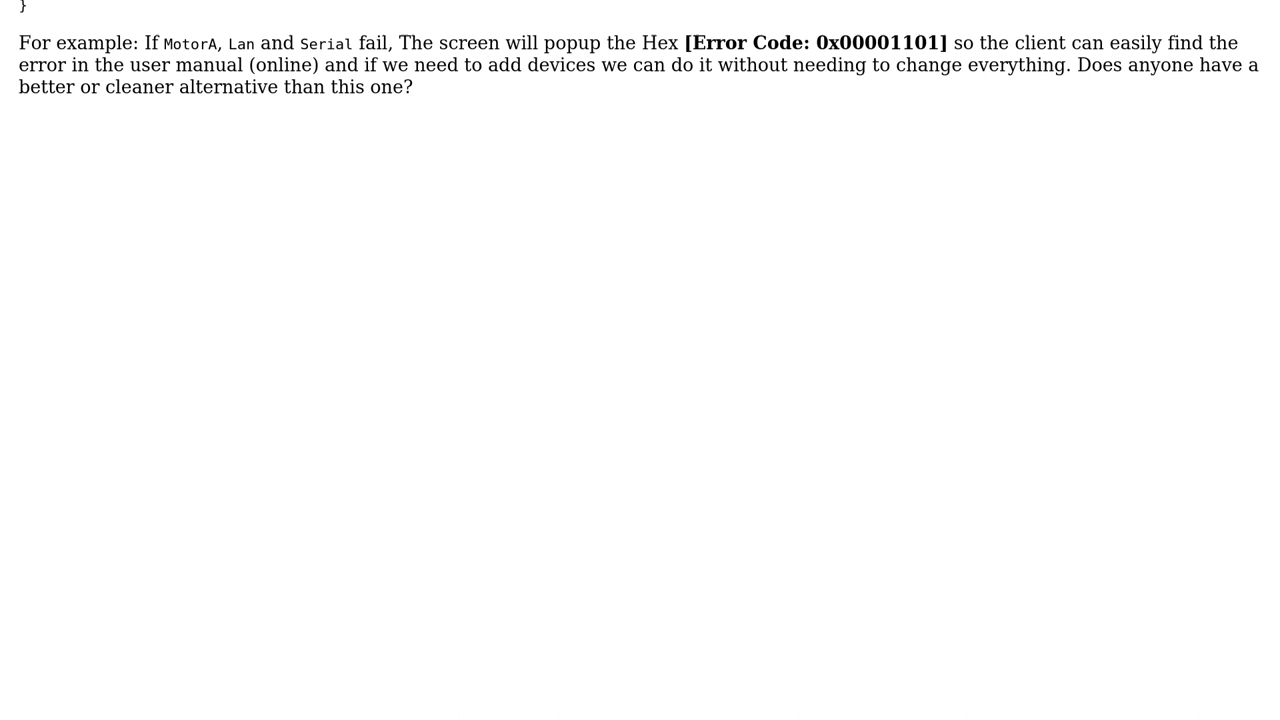 }
For example: If MotorA, Lan and Serial fail, The screen will popup the Hex [Error Code: 0x00001101] so the client can easily find the
error in the user manual (online) and if we need to add devices we can do it without needing to change everything. Does anyone have a
better or cleaner alternative than this one?